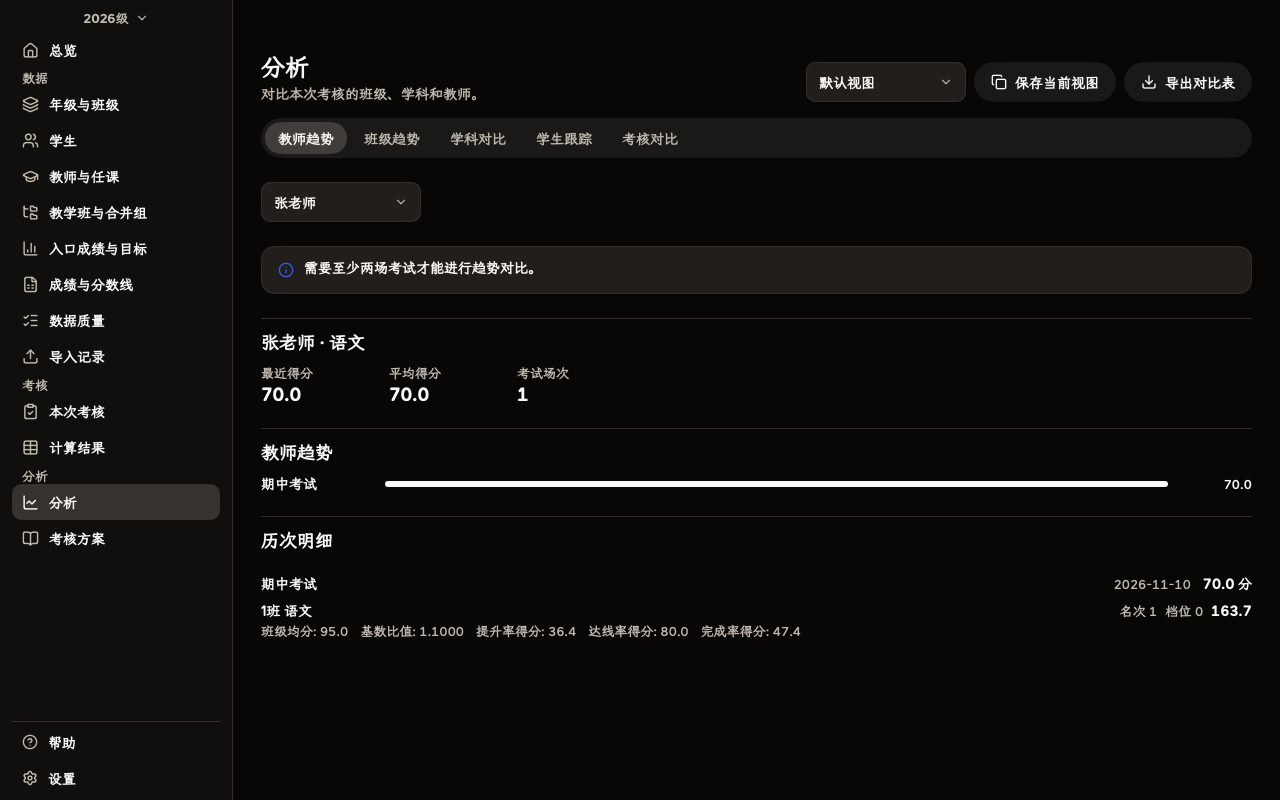 2026级
总览
数据
年级与班级
学生
教师与任课
教学班与合并组
入口成绩与目标
成绩与分数线
数据质量
导入记录
考核
本次考核
计算结果
分析
分析
考核方案
帮助
设置
分析
对比本次考核的班级、学科和教师。
默认视图
保存当前视图
导出对比表
教师趋势 班级趋势 学科对比 学生跟踪 考核对比
张老师
需要至少两场考试才能进行趋势对比。
张老师 · 语文
最近得分 平均得分 考试场次
70.0 70.0 1
教师趋势
期中考试 70.0
历次明细
期中考试 2026-11-10 70.0 分
1班 语文 名次 1 档位 0 163.7
班级均分: 95.0 基数比值: 1.1000 提升率得分: 36.4 达线率得分: 80.0 完成率得分: 47.4